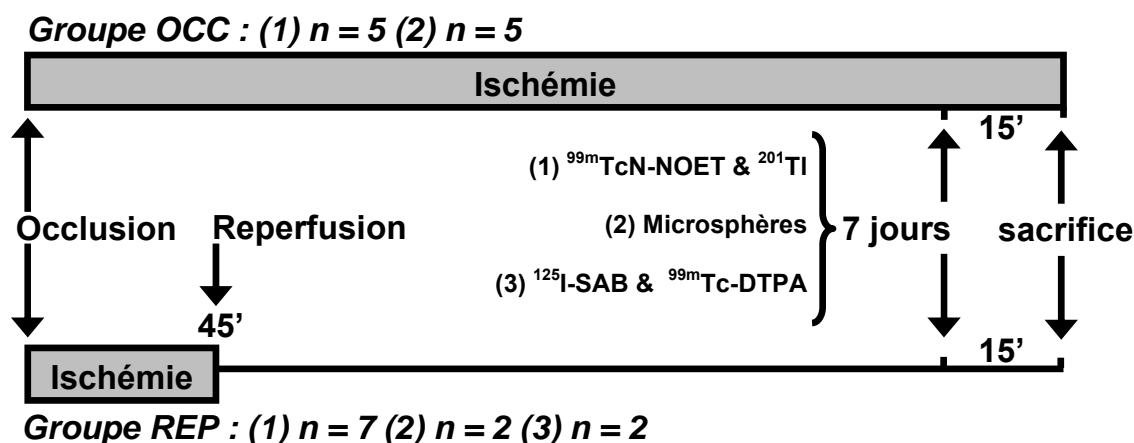 Groupe OCC : (1) n = 5 (2) n = 5
Ischémie
15’
(1) ⁹⁹ᵐTcN-NOET & ²⁰¹Tl
Occlusion
Reperfusion
(2) Microsphères
7 jours
sacrifice
(3) ¹²⁵I-SAB & ⁹⁹ᵐTc-DTPA
45’
15’
Ischémie
Groupe REP : (1) n = 7 (2) n = 2 (3) n = 2